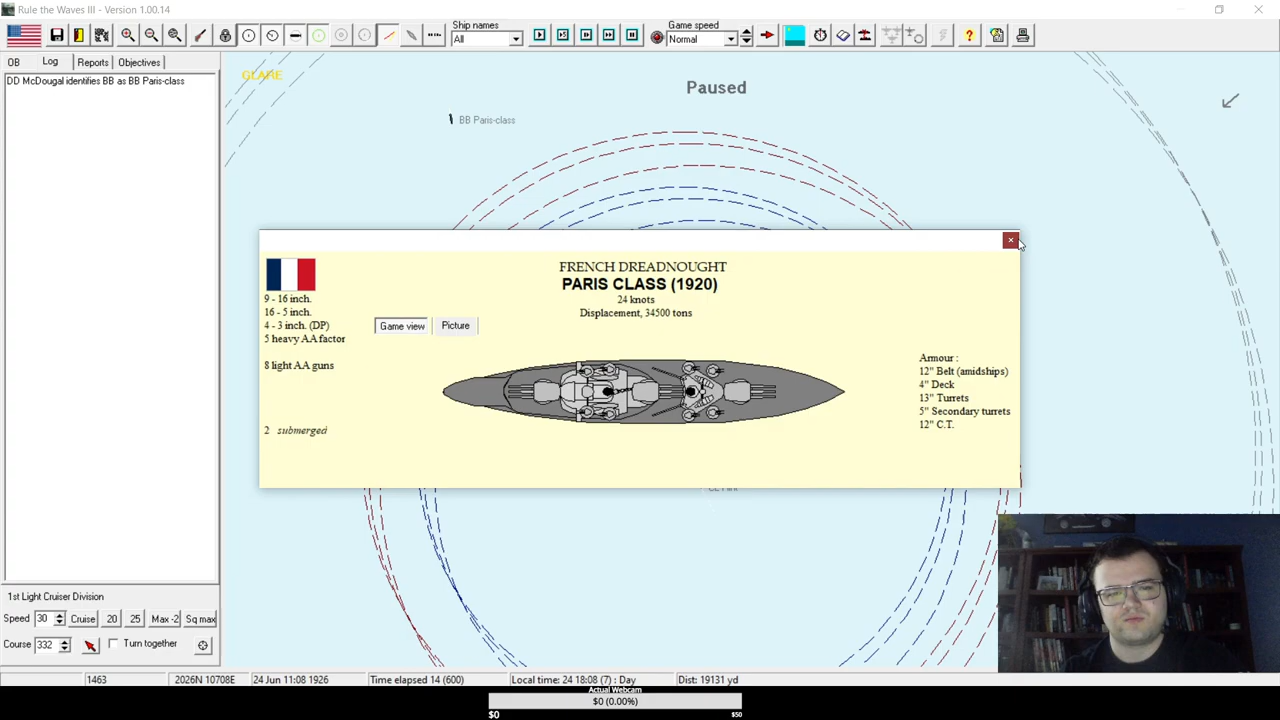 Rule the Waves III - Version 1.00.14
Ship names
All
Game speed
Normal
OB
Log
Reports
Objectives
DD McDougal identifies BB as BB Paris-class
GLARE
Paused
BB Paris-class
FRENCH DREADNOUGHT
PARIS CLASS (1920)
24 knots
Displacement, 34500 tons
9 - 16 inch.
16 - 5 inch.
4 - 3 inch. (DP)
5 heavy AA factor
8 light AA guns
2 submerged
Game view
Picture
Armour :
12" Belt (amidships)
4" Deck
13" Turrets
5" Secondary turrets
12" C.T.
1st Light Cruiser Division
Speed 30 Cruise 20 25 Max -2 Sq max
Course 332 Turn together
1463
2026N 10708E
24 Jun 11:08 1926
Time elapsed 14 (600)
Local time: 24 18:08 (7) : Day
Dist: 19131 yd
Actual Webcam
$0 (0.00%)
$0
$50